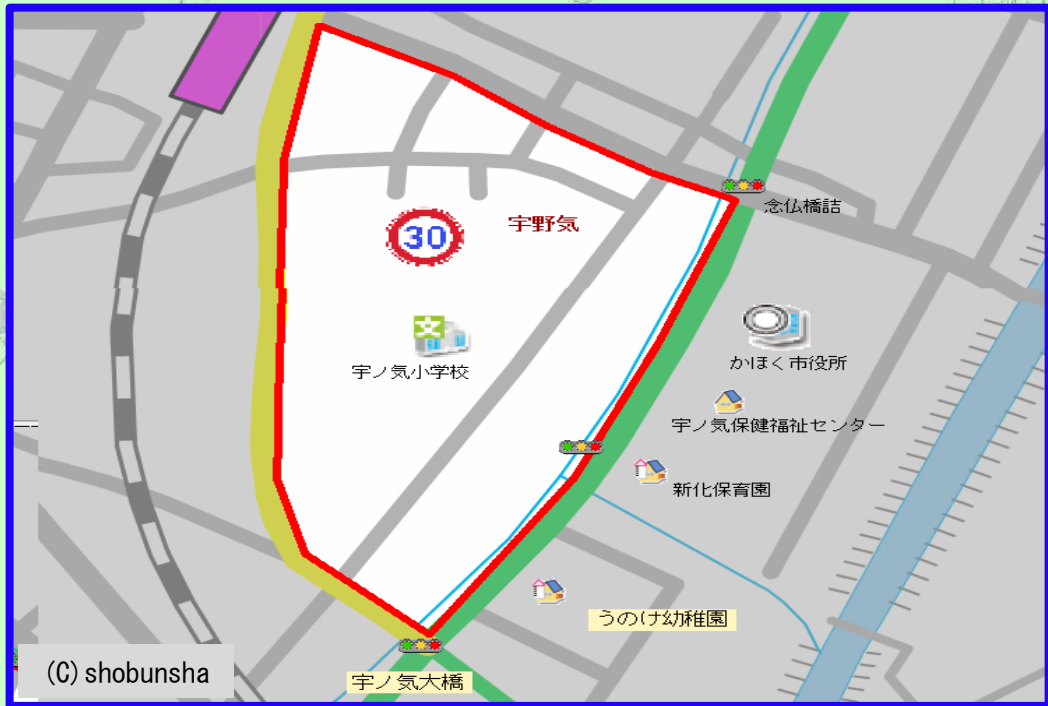 念仏橋詰
宇野気
30
文
かほく市役所
宇ノ気小学校
宇ノ気保健福祉センター
新化保育園
うのけ幼稚園
(C) shobunsha
宇ノ気大橋